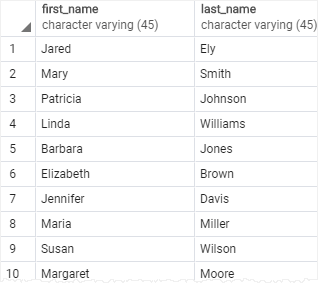 first_name last_name
character varying (45) character varying (45)
1 Jared Ely
2 Mary Smith
3 Patricia Johnson
4 Linda Williams
5 Barbara Jones
6 Elizabeth Brown
7 Jennifer Davis
8 Maria Miller
9 Susan Wilson
10 Margaret Moore